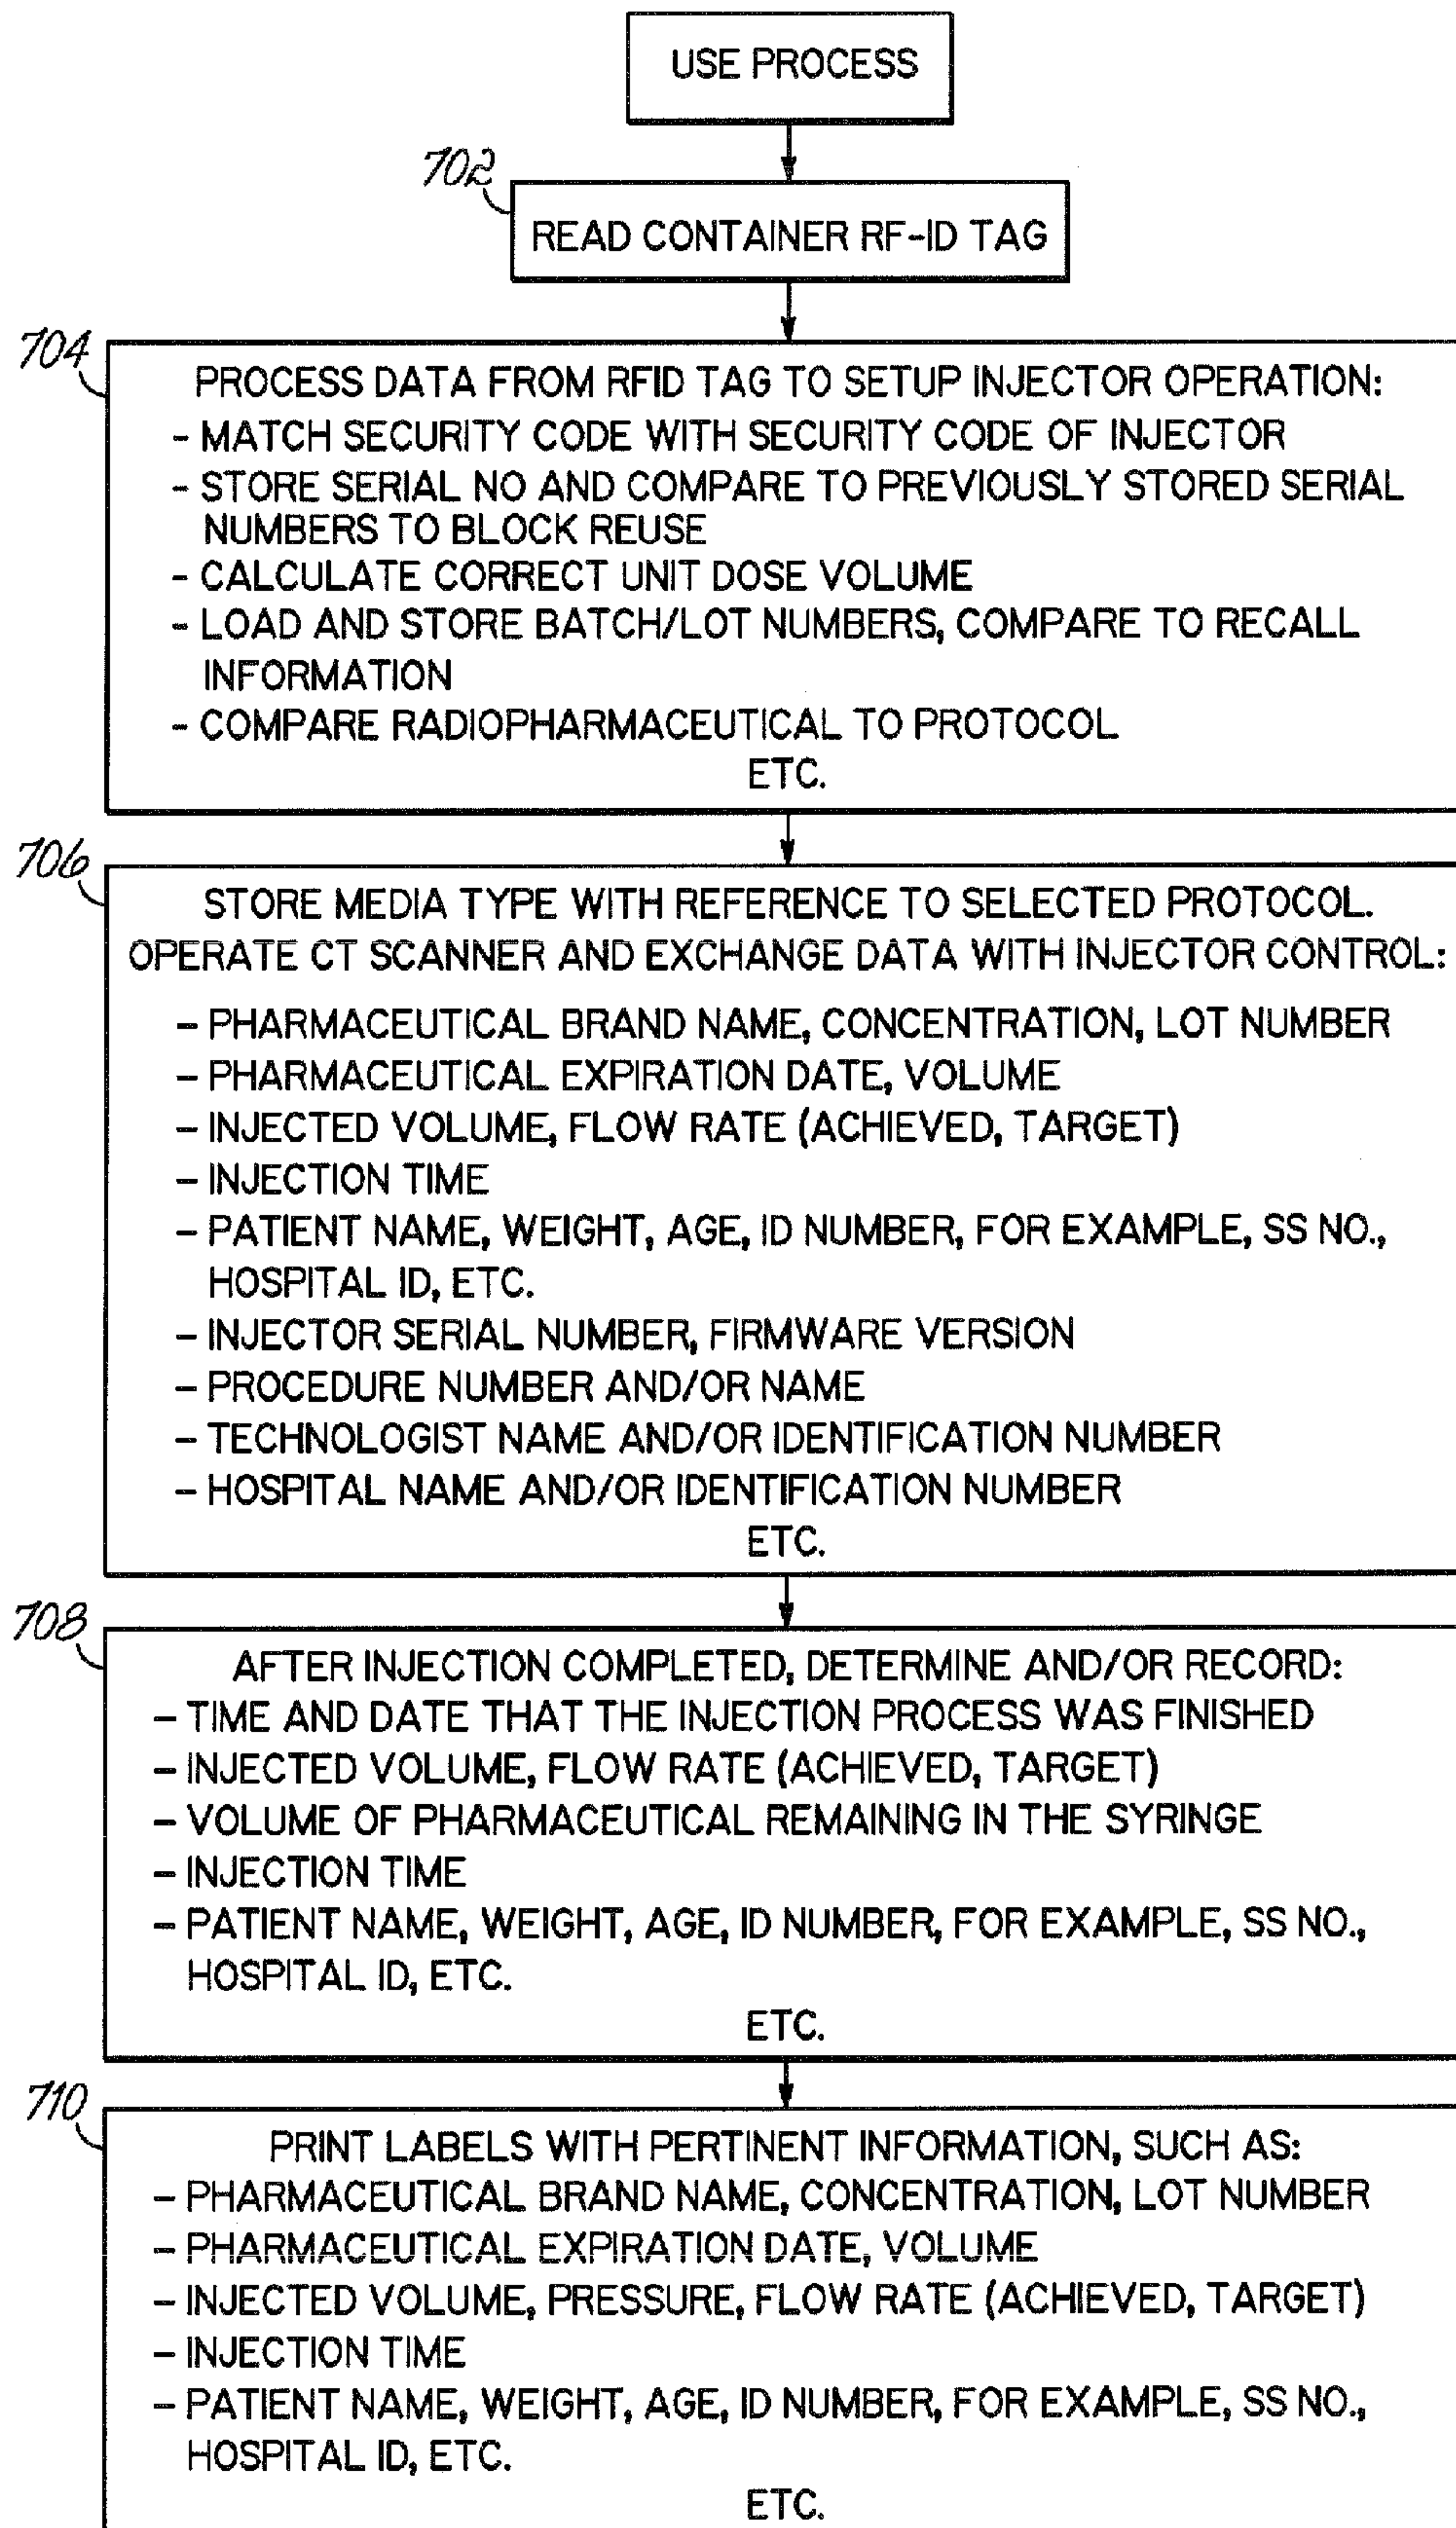 USE PROCESS
702
READ CONTAINER RF-ID TAG
704
PROCESS DATA FROM RFID TAG TO SETUP INJECTOR OPERATION:
- MATCH SECURITY CODE WITH SECURITY CODE OF INJECTOR
- STORE SERIAL NO AND COMPARE TO PREVIOUSLY STORED SERIAL
NUMBERS TO BLOCK REUSE
- CALCULATE CORRECT UNIT DOSE VOLUME
- LOAD AND STORE BATCH/LOT NUMBERS, COMPARE TO RECALL
INFORMATION
- COMPARE RADIOPHARMACEUTICAL TO PROTOCOL
ETC.
706
STORE MEDIA TYPE WITH REFERENCE TO SELECTED PROTOCOL.
OPERATE CT SCANNER AND EXCHANGE DATA WITH INJECTOR CONTROL:
- PHARMACEUTICAL BRAND NAME, CONCENTRATION, LOT NUMBER
- PHARMACEUTICAL EXPIRATION DATE, VOLUME
- INJECTED VOLUME, FLOW RATE (ACHIEVED, TARGET)
- INJECTION TIME
- PATIENT NAME, WEIGHT, AGE, ID NUMBER, FOR EXAMPLE, SS NO.,
HOSPITAL ID, ETC.
- INJECTOR SERIAL NUMBER, FIRMWARE VERSION
- PROCEDURE NUMBER AND/OR NAME
- TECHNOLOGIST NAME AND/OR IDENTIFICATION NUMBER
- HOSPITAL NAME AND/OR IDENTIFICATION NUMBER
ETC.
708
AFTER INJECTION COMPLETED, DETERMINE AND/OR RECORD:
- TIME AND DATE THAT THE INJECTION PROCESS WAS FINISHED
- INJECTED VOLUME, FLOW RATE (ACHIEVED, TARGET)
- VOLUME OF PHARMACEUTICAL REMAINING IN THE SYRINGE
- INJECTION TIME
- PATIENT NAME, WEIGHT, AGE, ID NUMBER, FOR EXAMPLE, SS NO.,
HOSPITAL ID, ETC.
ETC.
710
PRINT LABELS WITH PERTINENT INFORMATION, SUCH AS:
- PHARMACEUTICAL BRAND NAME, CONCENTRATION, LOT NUMBER
- PHARMACEUTICAL EXPIRATION DATE, VOLUME
- INJECTED VOLUME, PRESSURE, FLOW RATE (ACHIEVED, TARGET)
- INJECTION TIME
- PATIENT NAME, WEIGHT, AGE, ID NUMBER, FOR EXAMPLE, SS NO.,
HOSPITAL ID, ETC.
ETC.